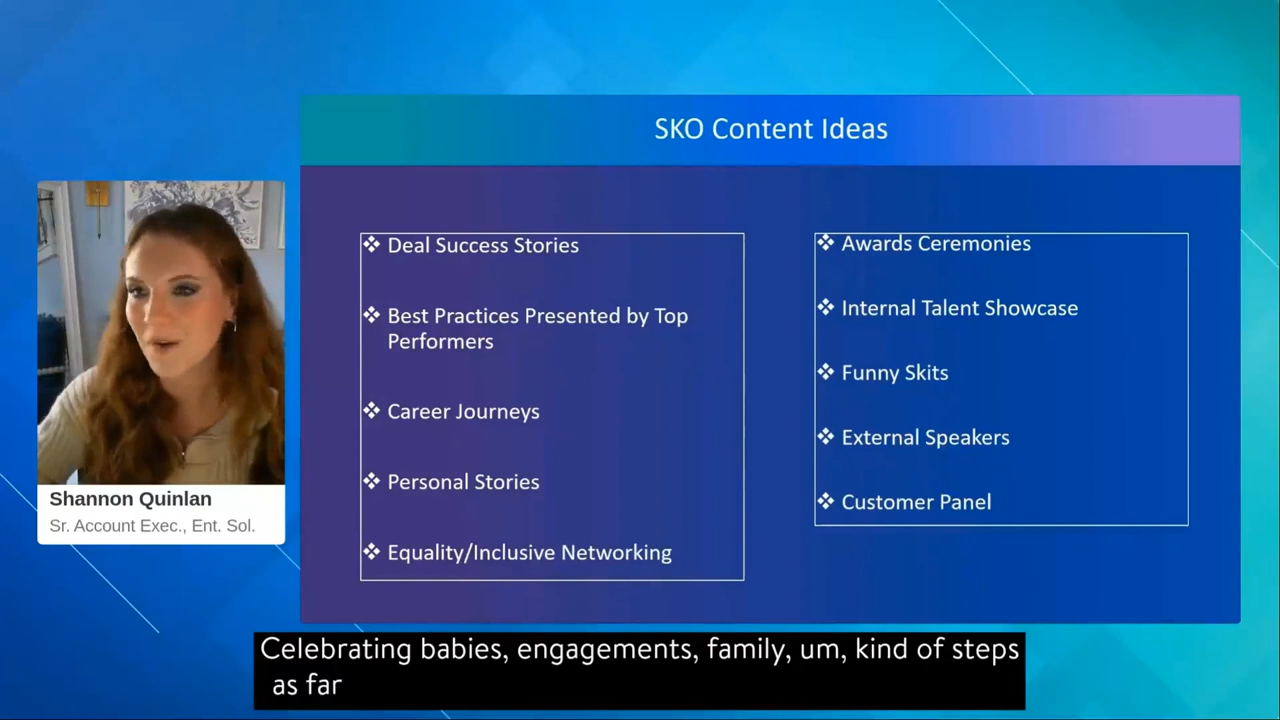 SKO Content Ideas
❖ Deal Success Stories
❖ Best Practices Presented by Top
Performers
❖ Career Journeys
❖ Personal Stories
❖ Equality/Inclusive Networking
❖ Awards Ceremonies
❖ Internal Talent Showcase
❖ Funny Skits
❖ External Speakers
❖ Customer Panel
Shannon Quinlan
Sr. Account Exec., Ent. Sol.
Celebrating babies, engagements, family, um, kind of steps
as far